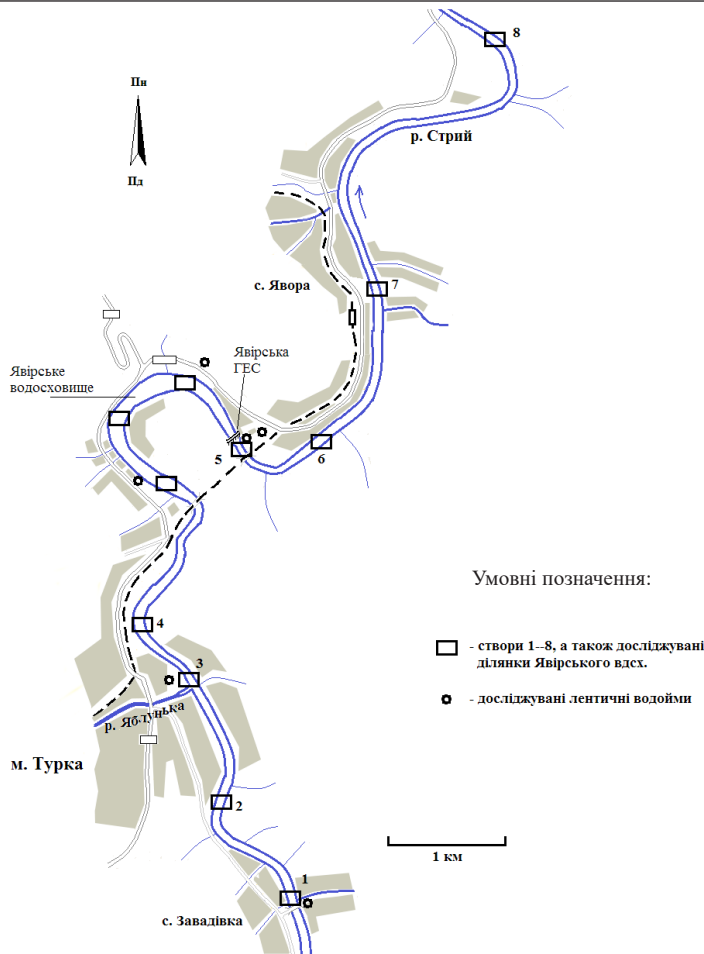 8
Пн
Пд
р. Стрий
с. Явора
7
Явірська
ГЕС
Явірське
водосховище
5
6
Умовні позначення:
4
- створи 1--8, а також досліджувані
ділянки Явірського вдсх.
3
- досліджувані лентичні водойми
р. Яблунька
м. Турка
2
1 км
1
с. Завадівка